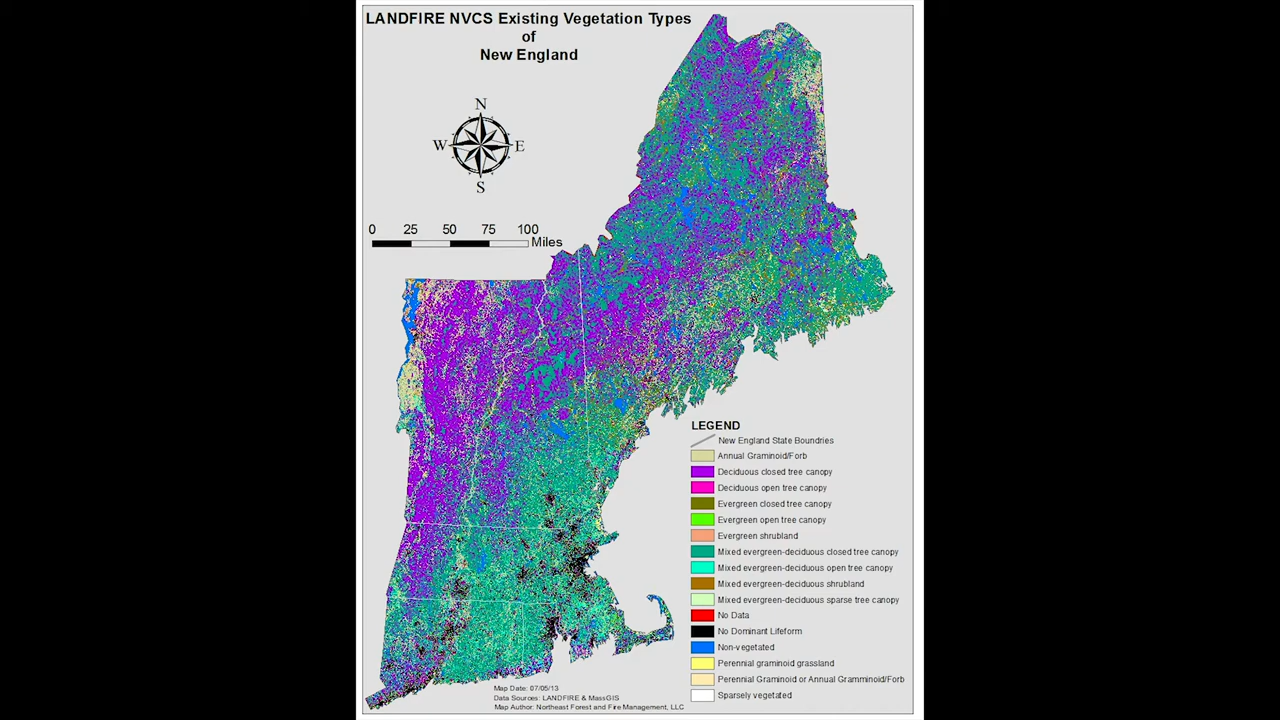 LANDFIRE NVCS Existing Vegetation Types
of
New England
N
W E
S
0 25 50 75 100
Miles
LEGEND
New England State Boundries
Annual Graminoid/Forb
Deciduous closed tree canopy
Deciduous open tree canopy
Evergreen closed tree canopy
Evergreen open tree canopy
Evergreen shrubland
Mixed evergreen-deciduous closed tree canopy
Mixed evergreen-deciduous open tree canopy
Mixed evergreen-deciduous shrubland
Mixed evergreen-deciduous sparse tree canopy
No Data
No Dominant Lifeform
Non-vegetated
Perennial graminoid grassland
Perennial Graminoid or Annual Gramminoid/Forb
Sparsely vegetated
Map Date: 07/05/13
Data Sources: LANDFIRE & MassGIS
Map Author: Northeast Forest and Fire Management, LLC